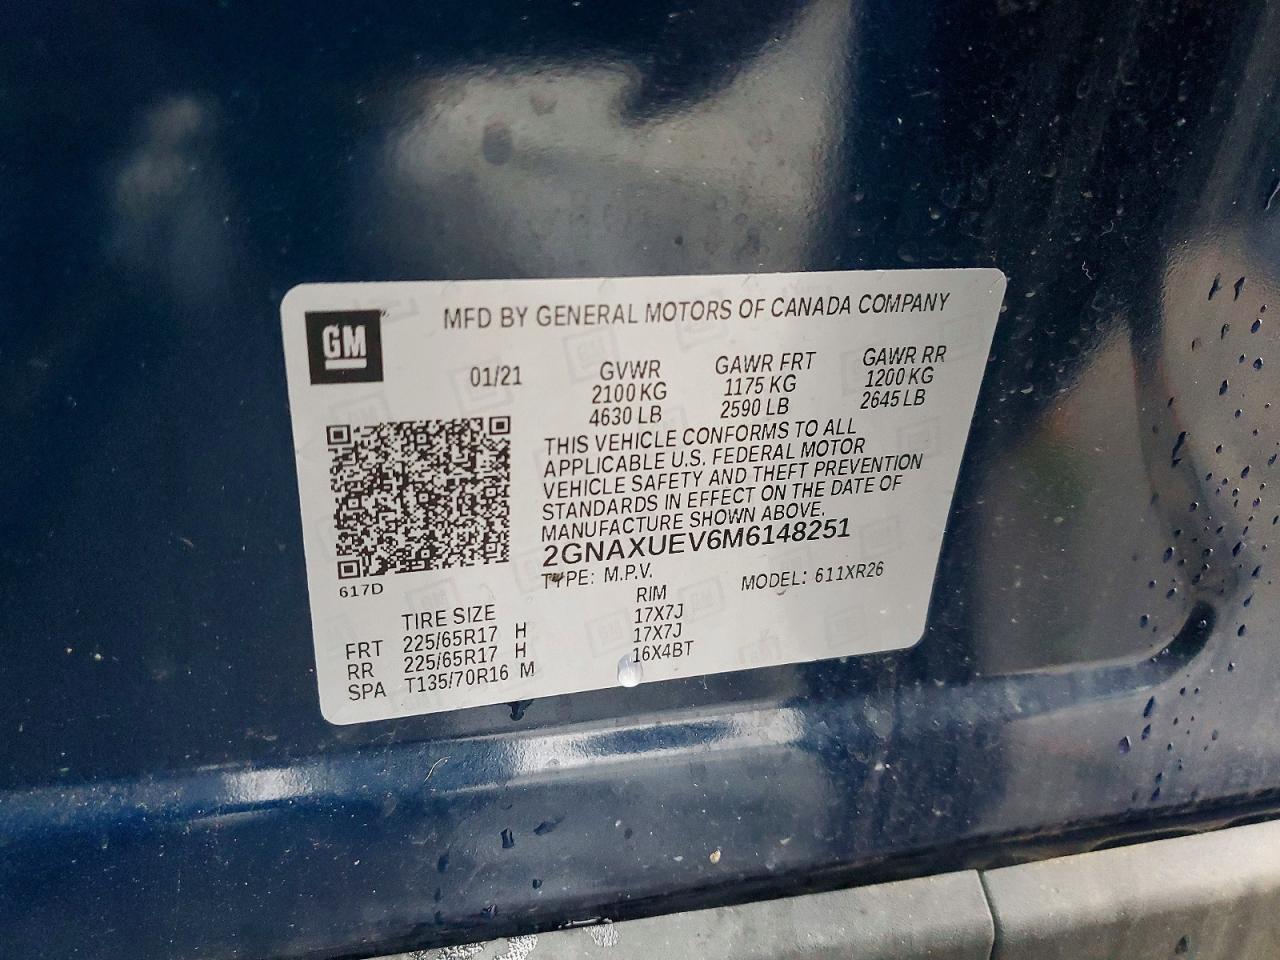 GM
MFD BY GENERAL MOTORS OF CANADA COMPANY
01/21
GVWR GAWR FRT GAWR RR
2100 KG 1175 KG 1200 KG
4630 LB 2590 LB 2645 LB
THIS VEHICLE CONFORMS TO ALL
APPLICABLE U.S. FEDERAL MOTOR
VEHICLE SAFETY AND THEFT PREVENTION
STANDARDS IN EFFECT ON THE DATE OF
MANUFACTURE SHOWN ABOVE.
2GNAXUEV6M6148251
TYPE: M.P.V. MODEL: 611XR26
617D
TIRE SIZE RIM
FRT 225/65R17 H 17X7J
RR 225/65R17 H 17X7J
SPA T135/70R16 M 16X4BT